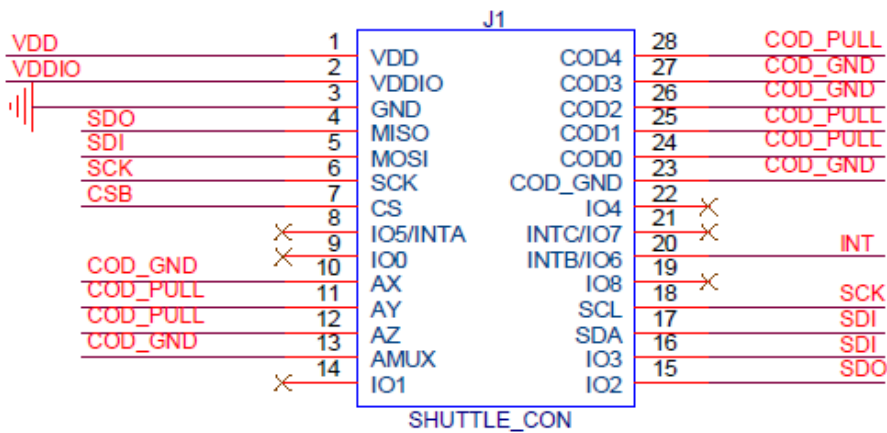 J1
VDD 1 VDD COD4 28 COD_PULL
VDDIO 2 VDDIO COD3 27 COD_GND
3 GND COD2 26 COD_GND
SDO 4 MISO COD1 25 COD_PULL
SDI 5 MOSI COD0 24 COD_PULL
SCK 6 SCK COD_GND 23 COD_GND
CSB 7 CS IO4 22
8 IO5/INTA INTC/IO7 21
9 IO0 INTB/IO6 20 INT
COD_GND 10 AX IO8 19
COD_PULL 11 AY SCL 18 SCK
COD_PULL 12 AZ SDA 17 SDI
COD_GND 13 AMUX IO3 16 SDI
14 IO1 IO2 15 SDO
SHUTTLE_CON